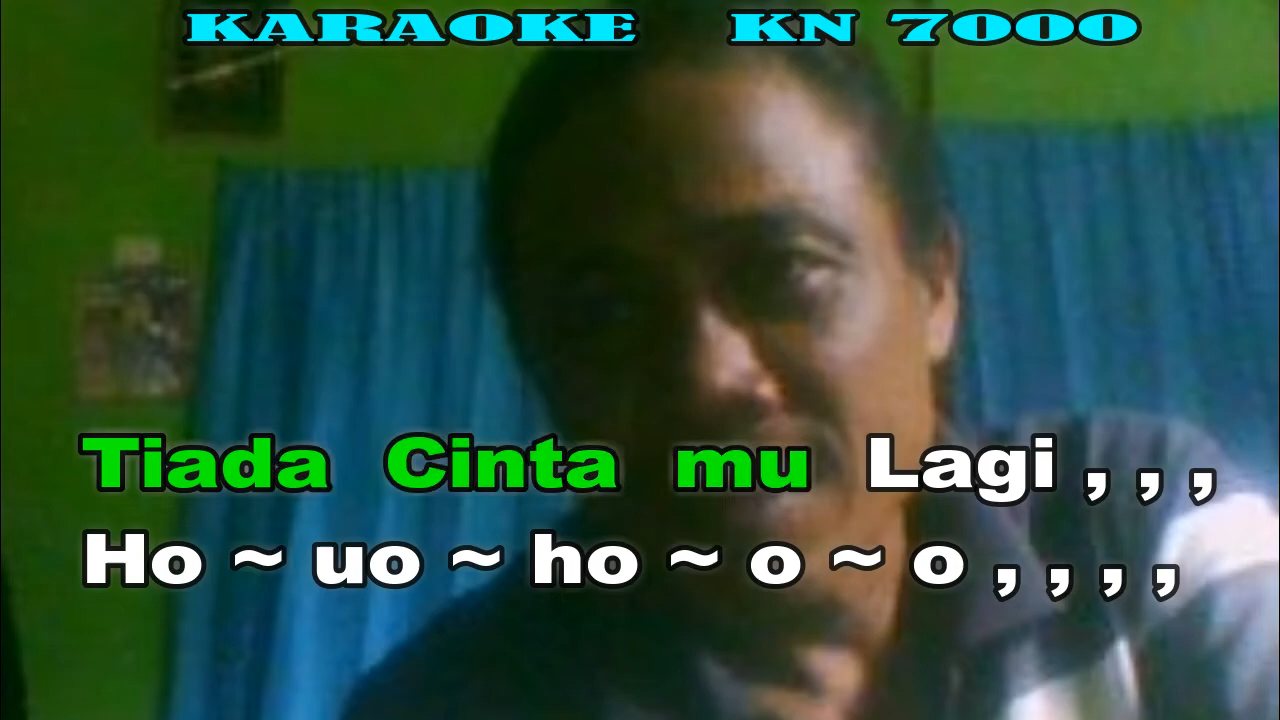 KARAOKE KN 7000
Tiada Cinta mu Lagi , , ,
Ho ~ uo ~ ho ~ o ~ o , , , ,